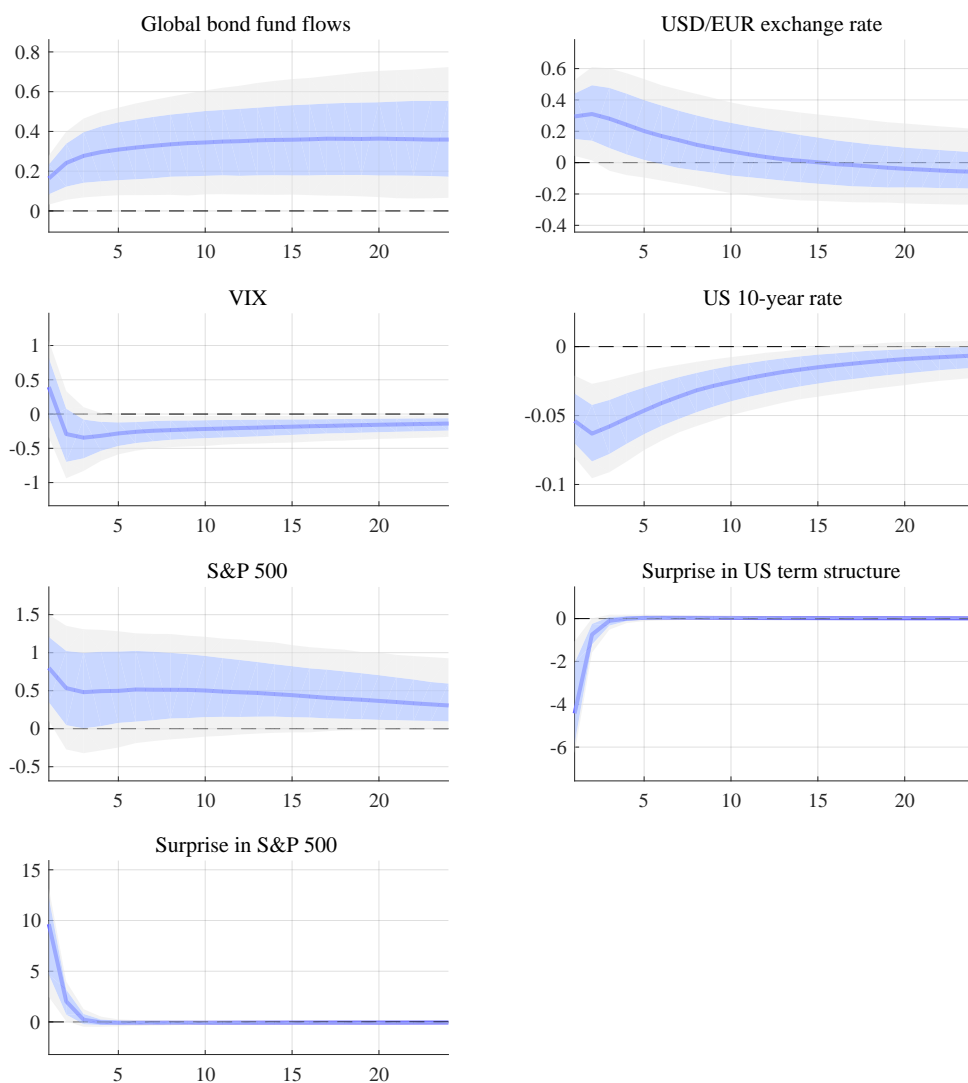 Global bond fund flows
0.8
0.6
0.4
0.2
0
5 10 15 20
USD/EUR exchange rate
0.6
0.4
0.2
0
-0.2
-0.4
5 10 15 20
VIX
1
0.5
0
-0.5
-1
5 10 15 20
US 10-year rate
0
-0.05
-0.1
5 10 15 20
S&P 500
1.5
1
0.5
0
-0.5
5 10 15 20
Surprise in US term structure
0
-2
-4
-6
5 10 15 20
Surprise in S&P 500
15
10
5
0
5 10 15 20